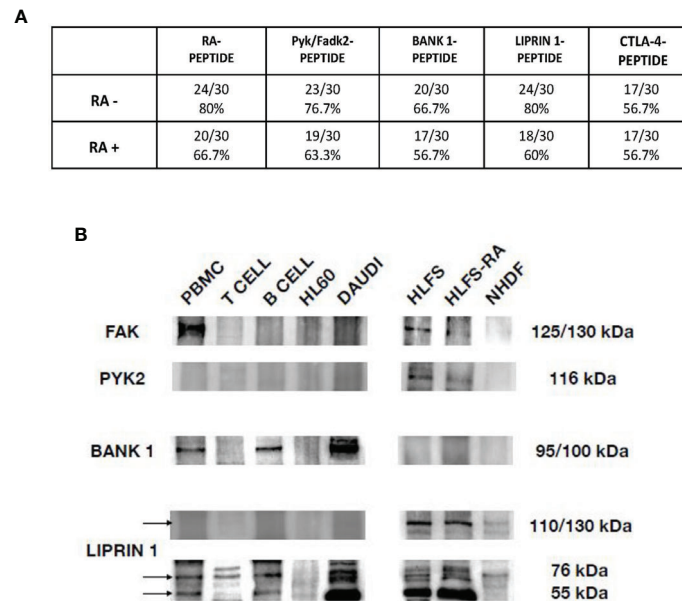 A
RA-
PEPTIDE
Pyk/Fadk2-
PEPTIDE
BANK 1-
PEPTIDE
LIPRIN 1-
PEPTIDE
CTLA-4-
PEPTIDE
RA -
24/30
80%
23/30
76.7%
20/30
66.7%
24/30
80%
17/30
56.7%
RA +
20/30
66.7%
19/30
63.3%
17/30
56.7%
18/30
60%
17/30
56.7%
B
PBMC T CELL B CELL HL60 DAUDI HLFS HLFS-RA NHDF
FAK 125/130 kDa
PYK2 116 kDa
BANK 1 95/100 kDa
110/130 kDa
LIPRIN 1
76 kDa
55 kDa